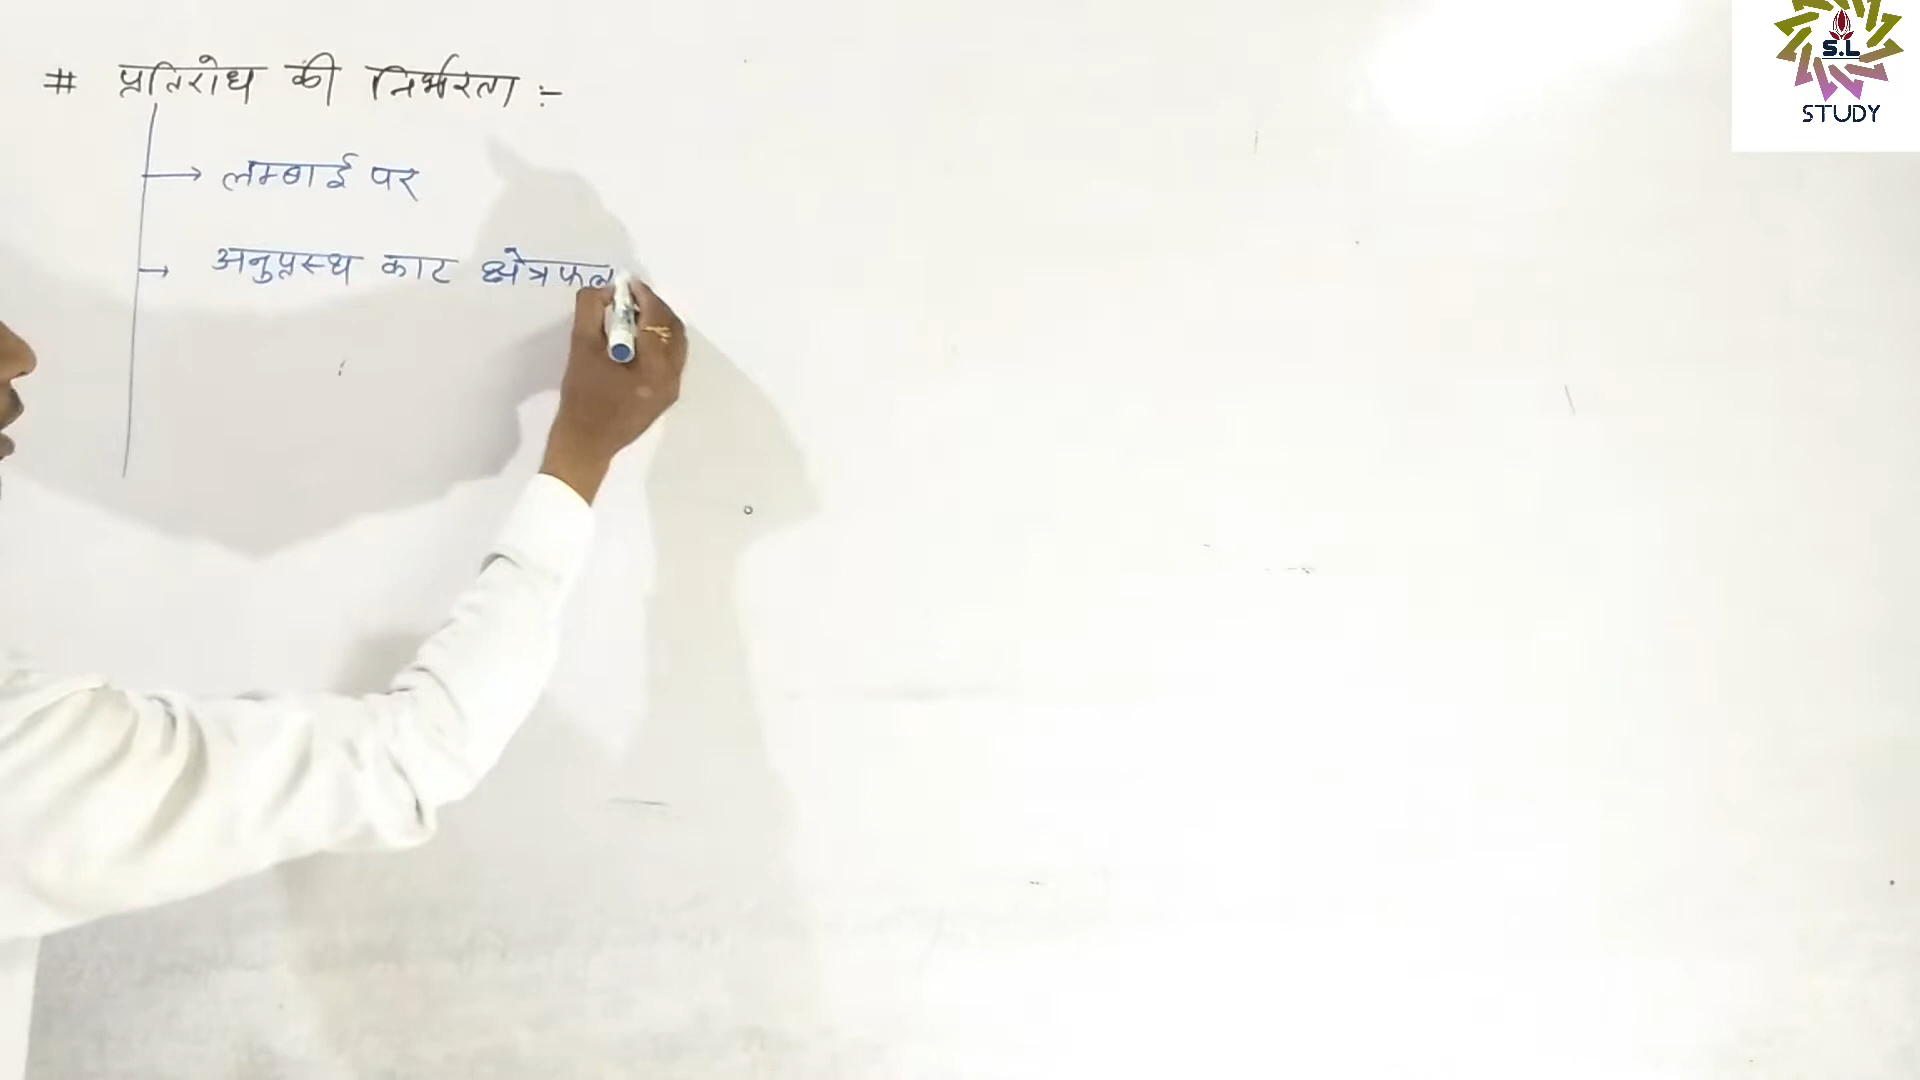 # प्रतिरोध की निर्भरता :-
→ लम्बाई पर
→ अनुप्रस्थ काट क्षेत्रफल
S.L
STUDY